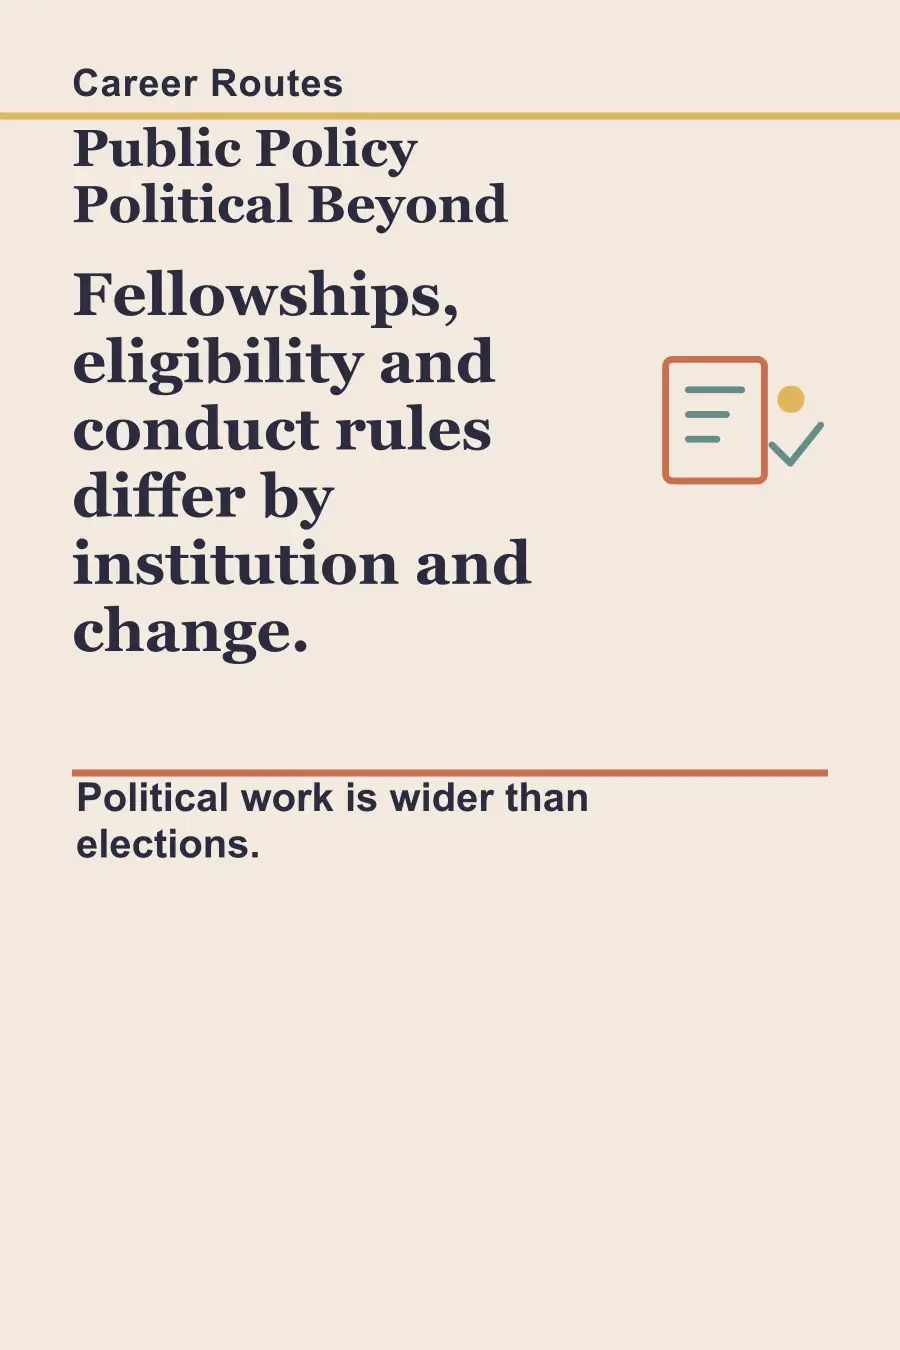 Career Routes
Public Policy
Political Beyond
Fellowships,
eligibility and
conduct rules
differ by
institution and
change.
Political work is wider than
elections.